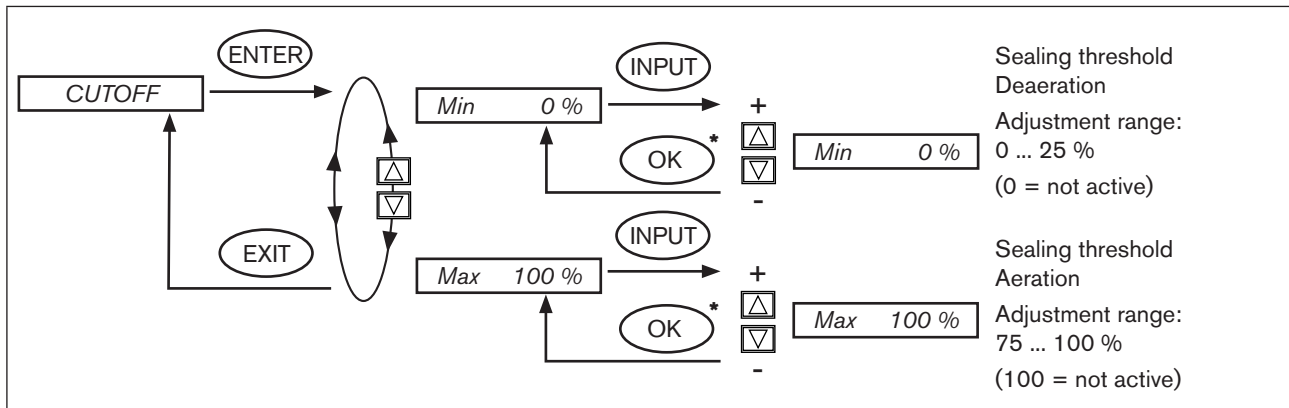 CUTOFF
ENTER
EXIT
Min 0 %
INPUT
OK *
+
-
Min 0 %
Sealing threshold
Deaeration
Adjustment range:
0 ... 25 %
(0 = not active)
Max 100 %
INPUT
OK *
+
-
Max 100 %
Sealing threshold
Aeration
Adjustment range:
75 ... 100 %
(100 = not active)